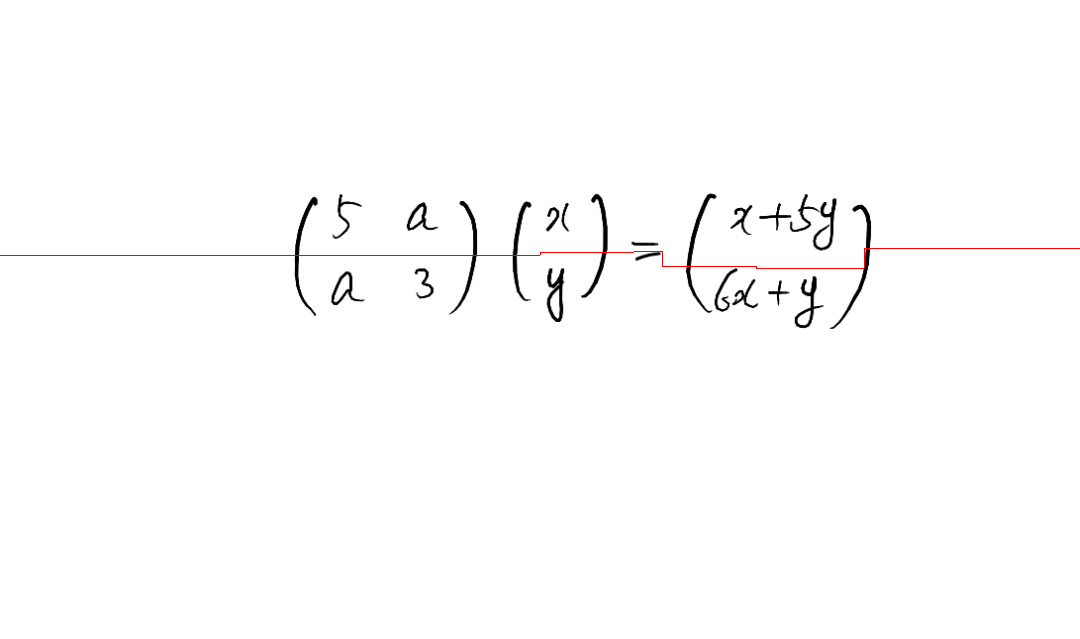 (5 a
a 3) (x
y) = (x+5y
6x+y)